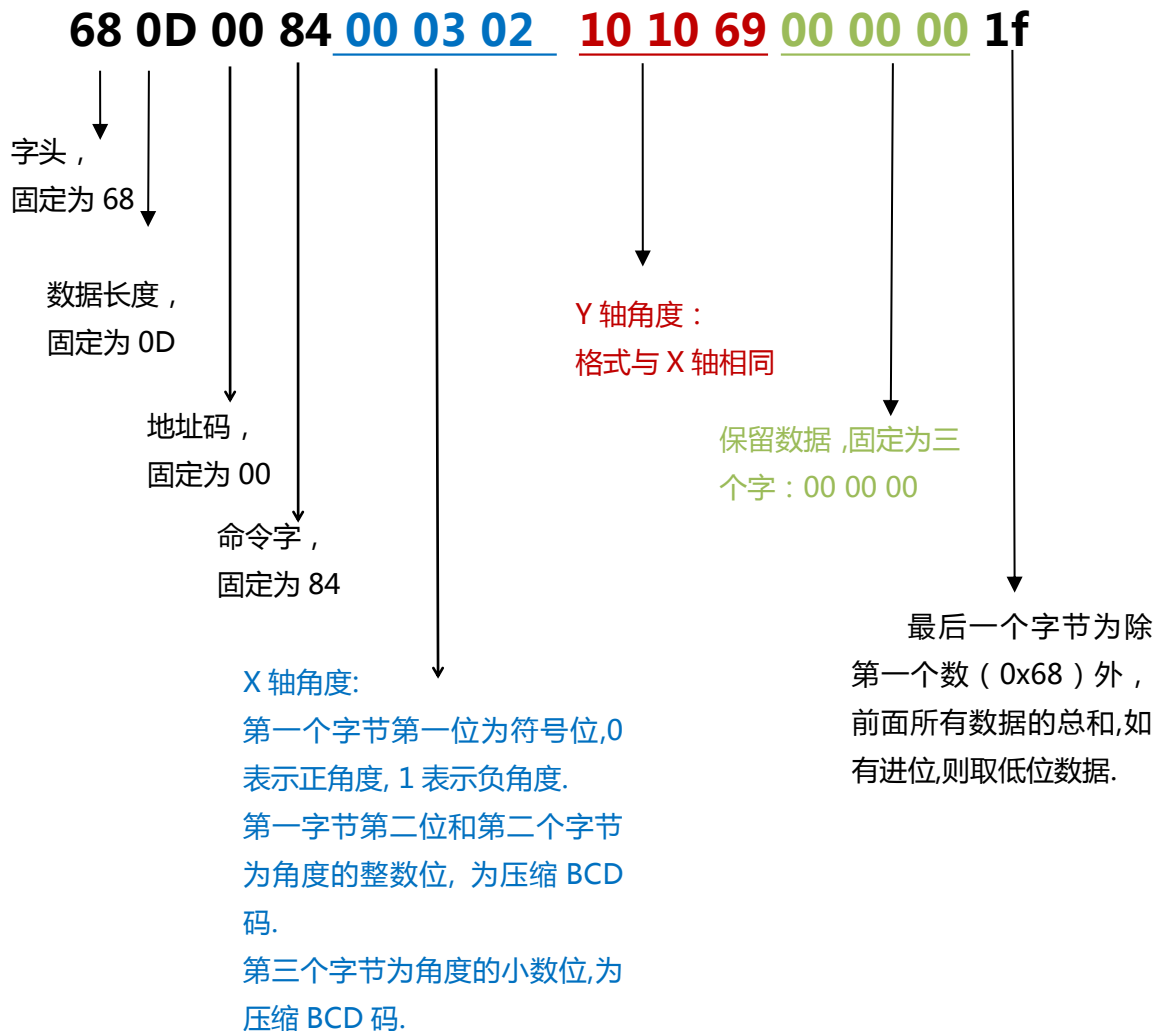 68 0D 00 84 00 03 02 10 10 69 00 00 00 1f
字头，
固定为 68
数据长度，
固定为 0D
地址码，
固定为 00
命令字，
固定为 84
X 轴角度:
第一个字节第一位为符号位,0
表示正角度, 1 表示负角度.
第一字节第二位和第二个字节
为角度的整数位, 为压缩 BCD
码.
第三个字节为角度的小数位,为
压缩 BCD 码.
Y 轴角度：
格式与 X 轴相同
保留数据 ,固定为三
个字：00 00 00
最后一个字节为除
第一个数（0x68）外，
前面所有数据的总和,如
有进位,则取低位数据.